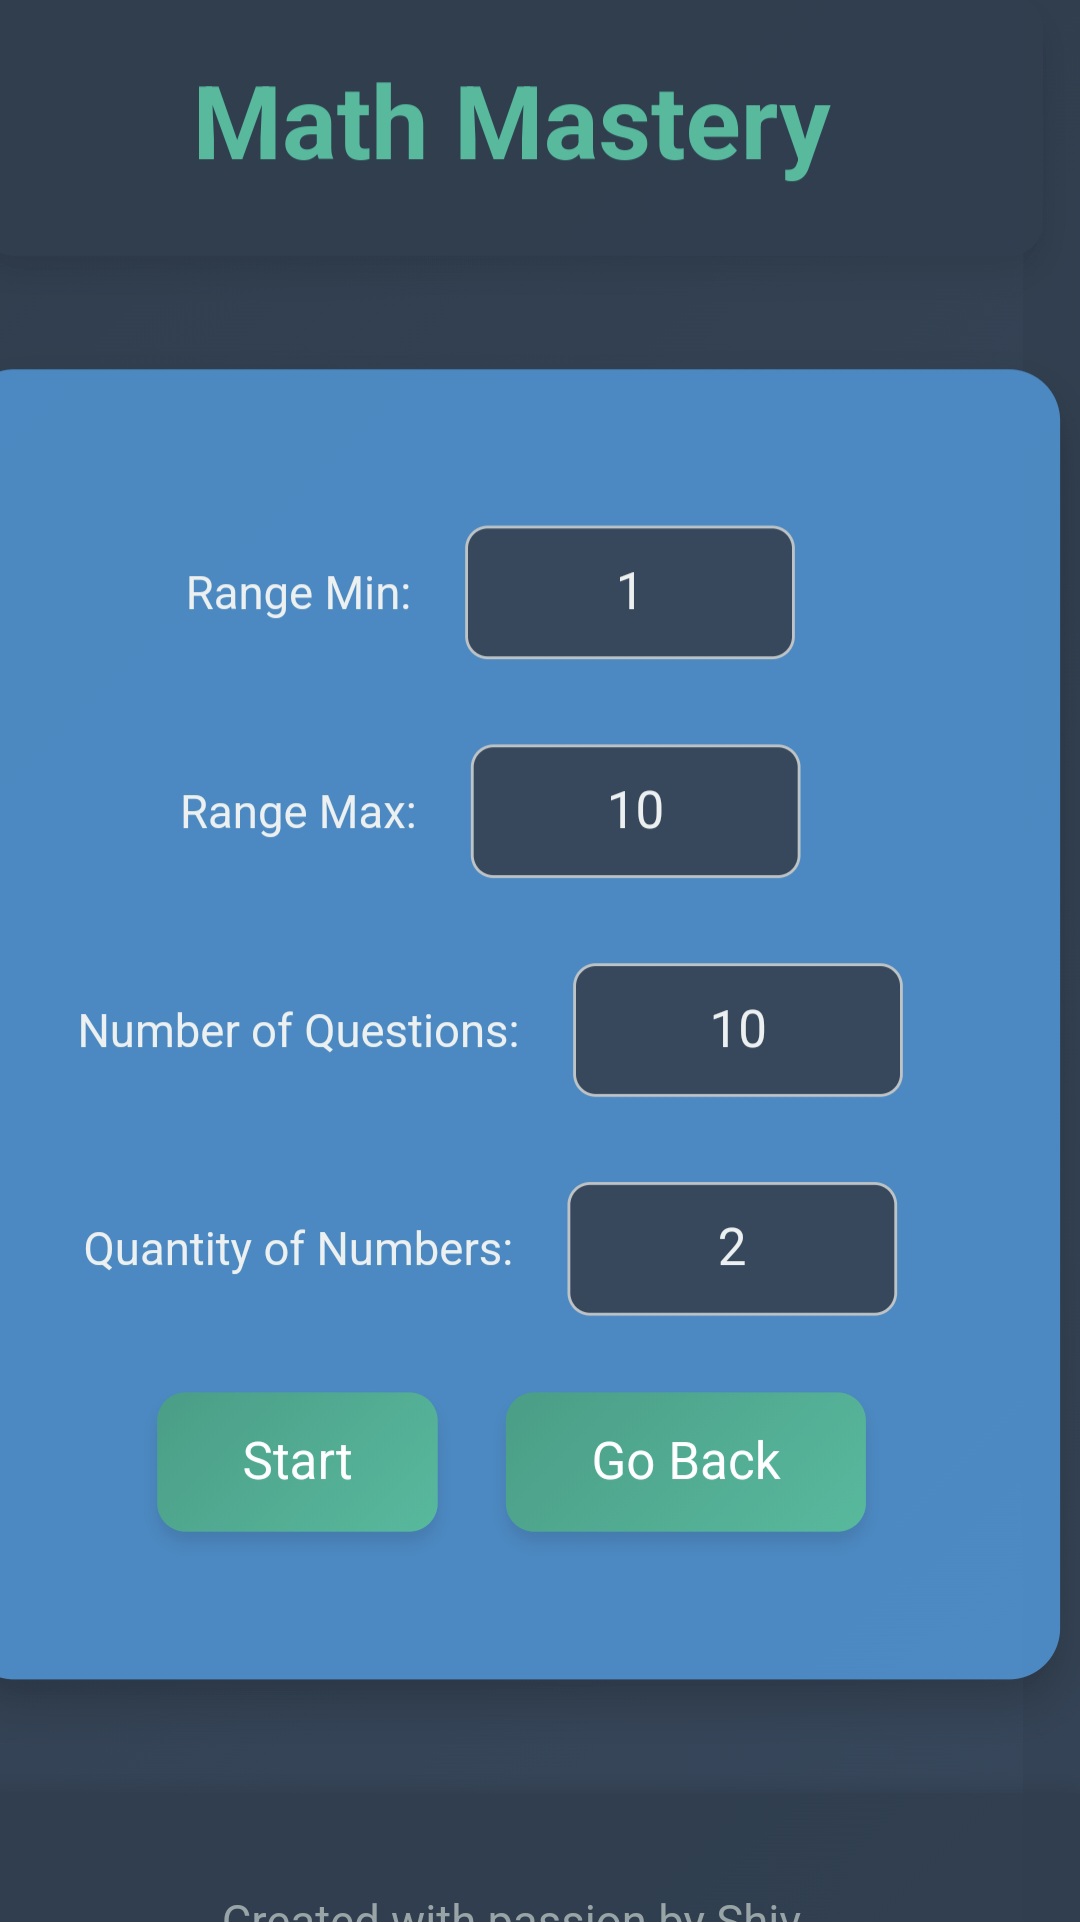 Math Mastery
Range Min: 1
Range Max: 10
Number of Questions: 10
Quantity of Numbers: 2
Start Go Back
Created with passion by Shiv